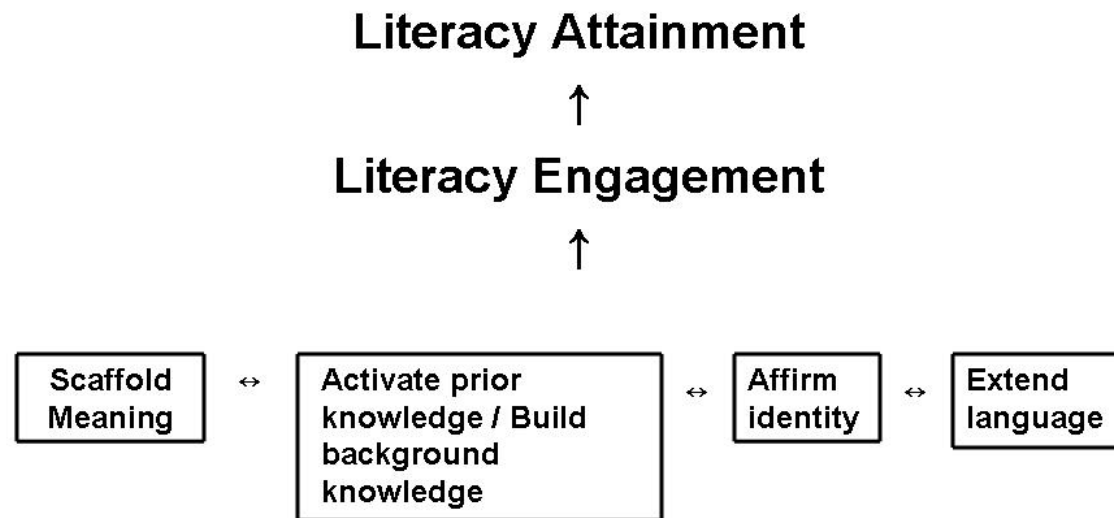 Literacy Attainment
↑
Literacy Engagement
↑
Scaffold
Meaning
↔
Activate prior
knowledge / Build
background
knowledge
↔
Affirm
identity
↔
Extend
language